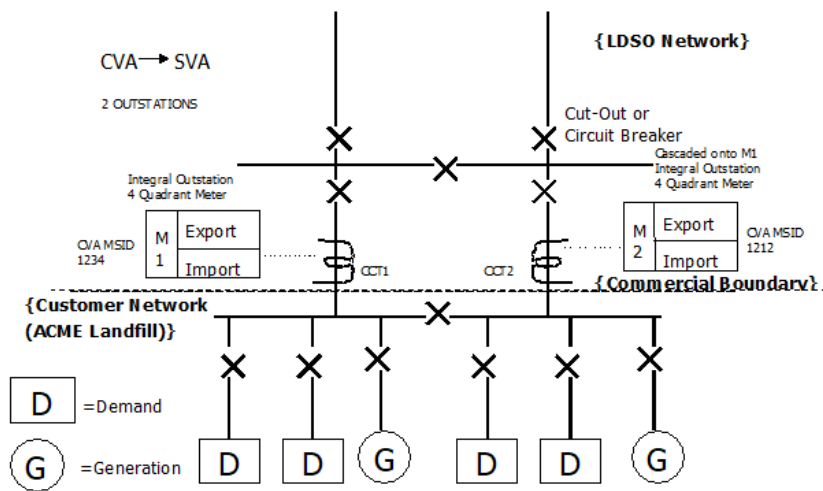 {LDSO Network}
CVA SVA
2 OUTSTATIONS
Cut-Out or
Circuit Breaker
Cascaded onto M1
Integral Outstation
4 Quadrant Meter
Integral Outstation
4 Quadrant Meter
CVA MSID
1234
M
1
Export
Import
CCT1
CCT2
M
2
Export
Import
CVA MSID
1212
{Commercial Boundary}
{Customer Network
(ACME Landfill)}
D =Demand
G =Generation
D D G D D G